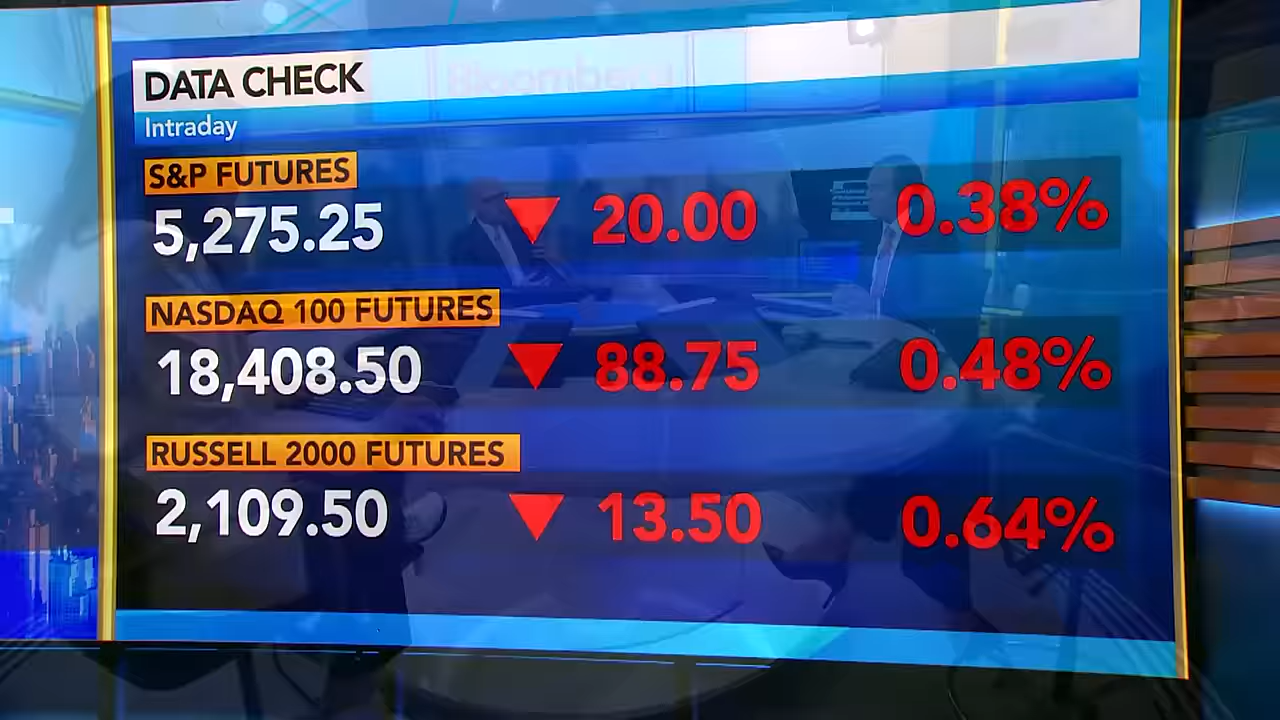 DATA CHECK
Intraday
S&P FUTURES
5,275.25 ▼ 20.00 0.38%
NASDAQ 100 FUTURES
18,408.50 ▼ 88.75 0.48%
RUSSELL 2000 FUTURES
2,109.50 ▼ 13.50 0.64%
Bloomberg